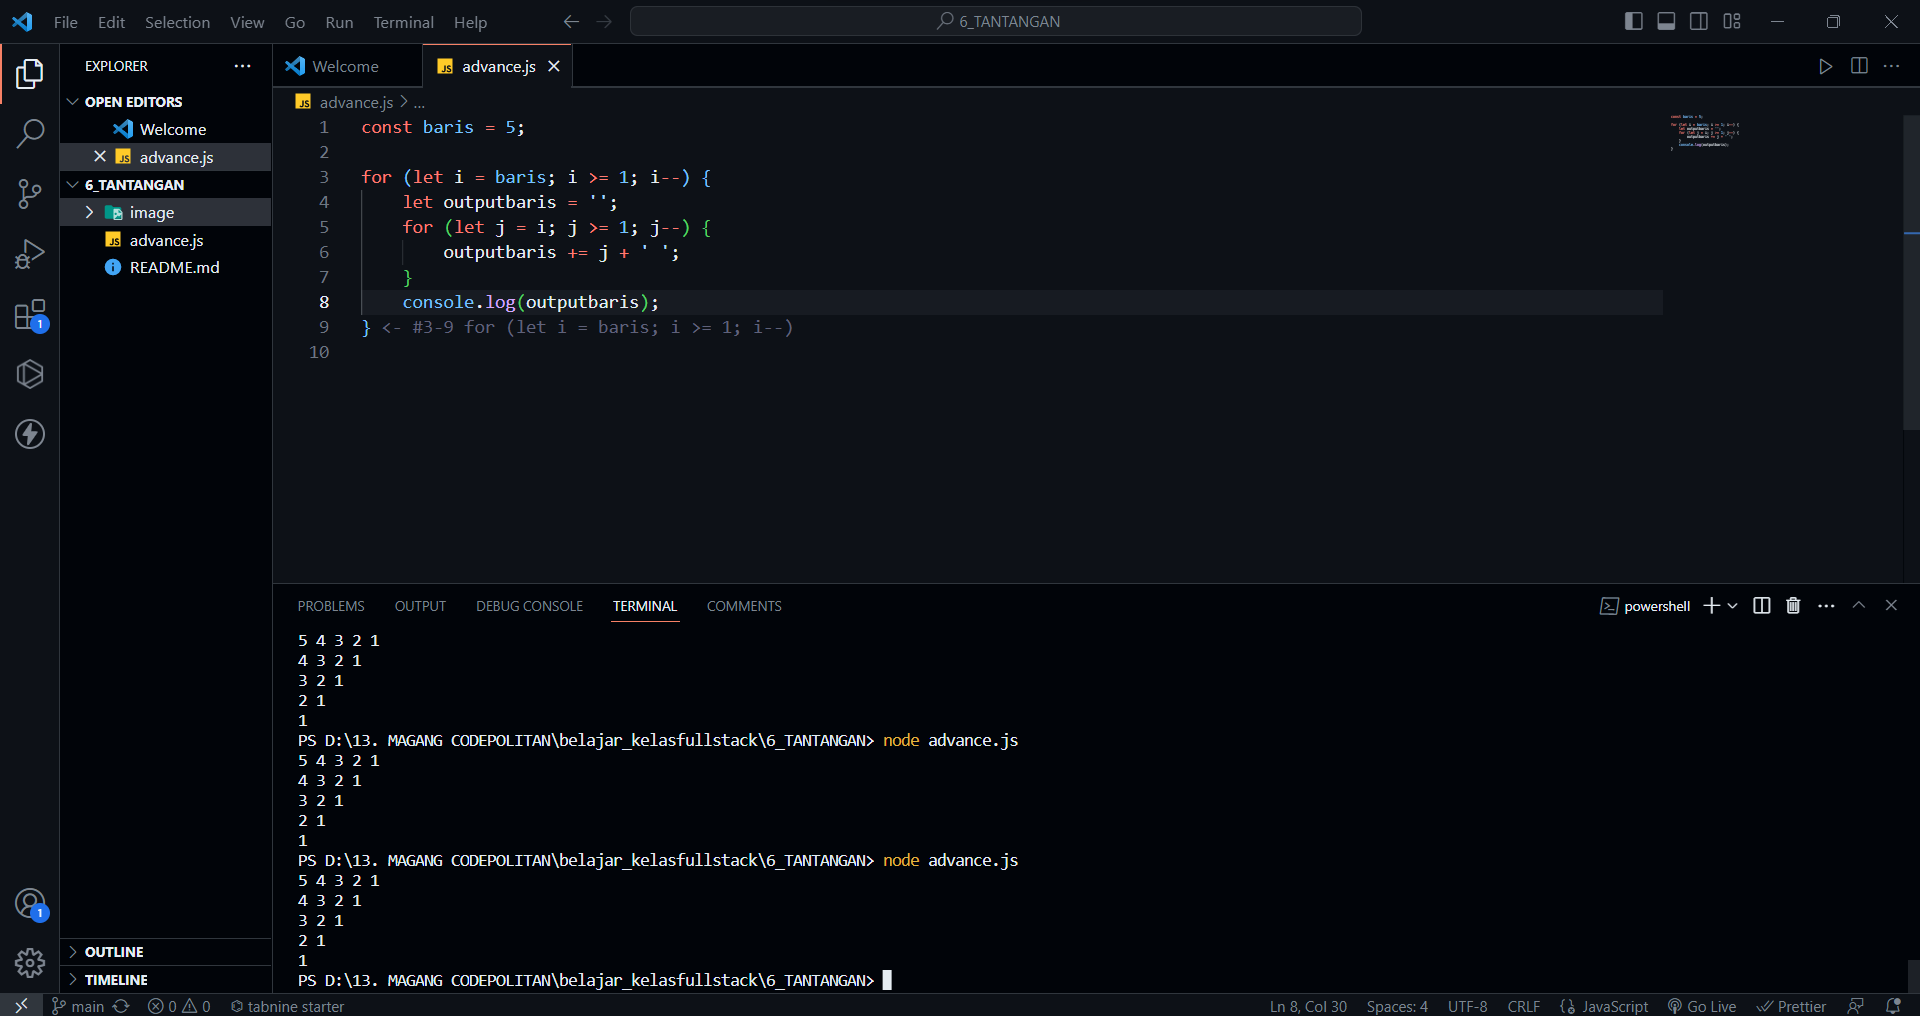 File Edit Selection View Go Run Terminal Help
6_TANTANGAN
EXPLORER
OPEN EDITORS
Welcome
advance.js
6_TANTANGAN
image
advance.js
README.md
OUTLINE
TIMELINE
1
1
Welcome
advance.js
advance.js > ...
1 const baris = 5;
2
3 for (let i = baris; i >= 1; i--) {
4 let outputbaris = '';
5 for (let j = i; j >= 1; j--) {
6 outputbaris += j + ' ';
7 }
8 console.log(outputbaris);
9 } <- #3-9 for (let i = baris; i >= 1; i--)
10
PROBLEMS OUTPUT DEBUG CONSOLE TERMINAL COMMENTS
powershell
5 4 3 2 1
4 3 2 1
3 2 1
2 1
1
PS D:\13. MAGANG CODEPOLITAN\belajar_kelasfullstack\6_TANTANGAN> node advance.js
5 4 3 2 1
4 3 2 1
3 2 1
2 1
1
PS D:\13. MAGANG CODEPOLITAN\belajar_kelasfullstack\6_TANTANGAN> node advance.js
5 4 3 2 1
4 3 2 1
3 2 1
2 1
1
PS D:\13. MAGANG CODEPOLITAN\belajar_kelasfullstack\6_TANTANGAN>
main 0 0 tabnine starter Ln 8, Col 30 Spaces: 4 UTF-8 CRLF {} JavaScript Go Live Prettier